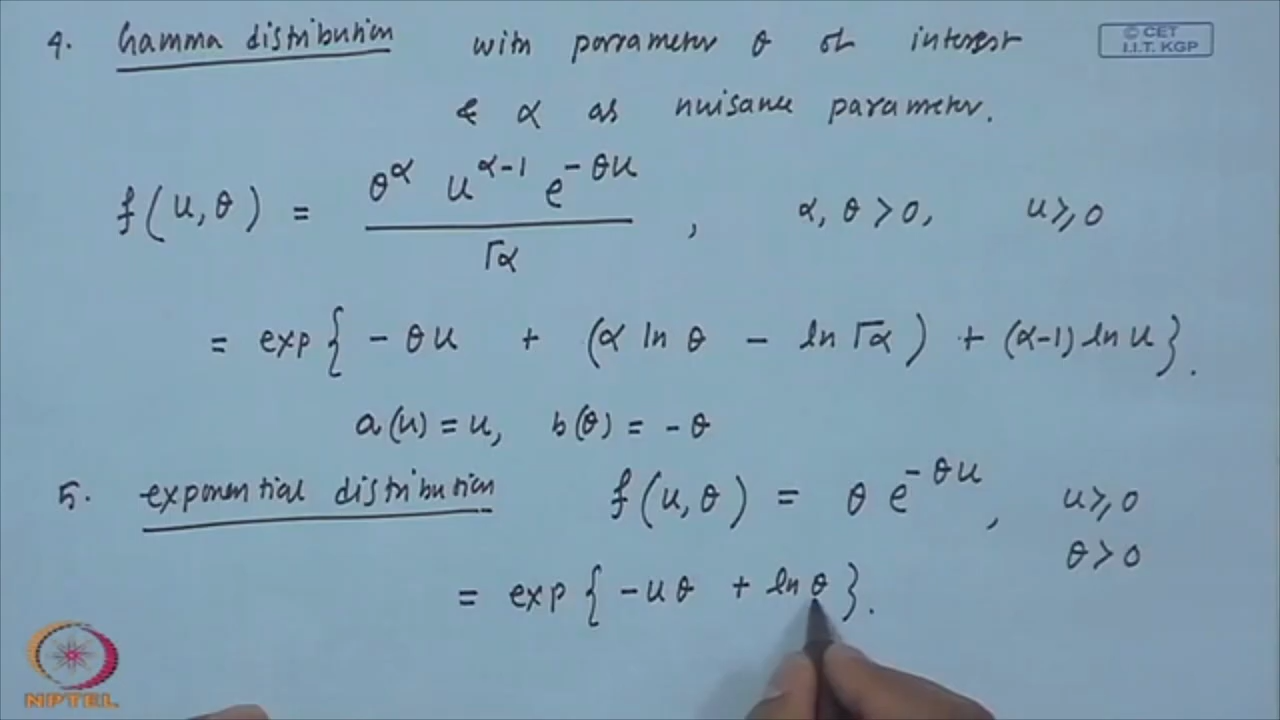 4. Gamma distribution with parameter θ of interest
© CET
I.I.T. KGP
& α as nuisance parameter.
f(u,θ) = θ^α u^(α-1) e^(-θu) / Γα , α, θ > 0, u ≥ 0
= exp{ - θu + (α ln θ - ln Γα) + (α-1) ln u }.
a(u) = u, b(θ) = - θ
5. exponential distribution f(u,θ) = θ e^(-θu) , u ≥ 0
θ > 0
= exp { -uθ + ln θ }.
NPTEL